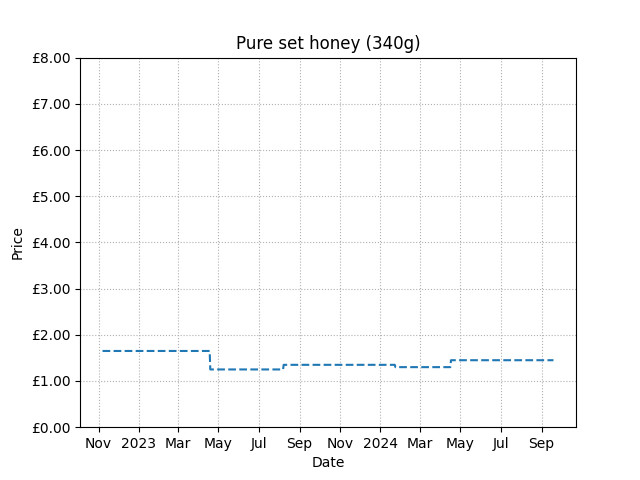 Pure set honey (340g)
£8.00
£7.00
£6.00
£5.00
£4.00
£3.00
£2.00
£1.00
£0.00
Price
Nov 2023 Mar May Jul Sep Nov 2024 Mar May Jul Sep
Date